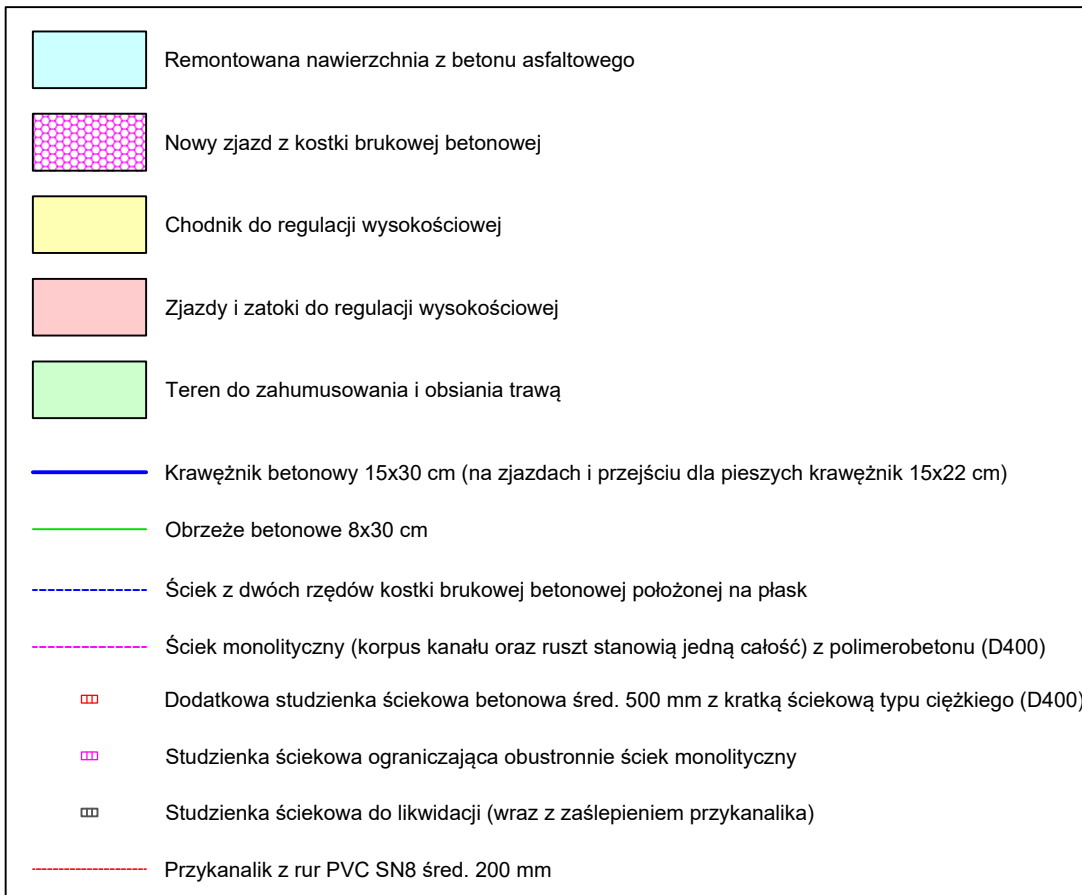 Remontowana nawierzchnia z betonu asfaltowego
Nowy zjazd z kostki brukowej betonowej
Chodnik do regulacji wysokościowej
Zjazdy i zatoki do regulacji wysokościowej
Teren do zahumusowania i obsiania trawą
Krawężnik betonowy 15x30 cm (na zjazdach i przejściu dla pieszych krawężnik 15x22 cm)
Obrzeże betonowe 8x30 cm
Ściek z dwóch rzędów kostki brukowej betonowej położonej na płask
Ściek monolityczny (korpus kanału oraz ruszt stanowią jedną całość) z polimerobetonu (D400)
Dodatkowa studzienka ściekowa betonowa śred. 500 mm z kratką ściekową typu ciężkiego (D400)
Studzienka ściekowa ograniczająca obustronnie ściek monolityczny
Studzienka ściekowa do likwidacji (wraz z zaślepieniem przykanalika)
Przykanalik z rur PVC SN8 śred. 200 mm